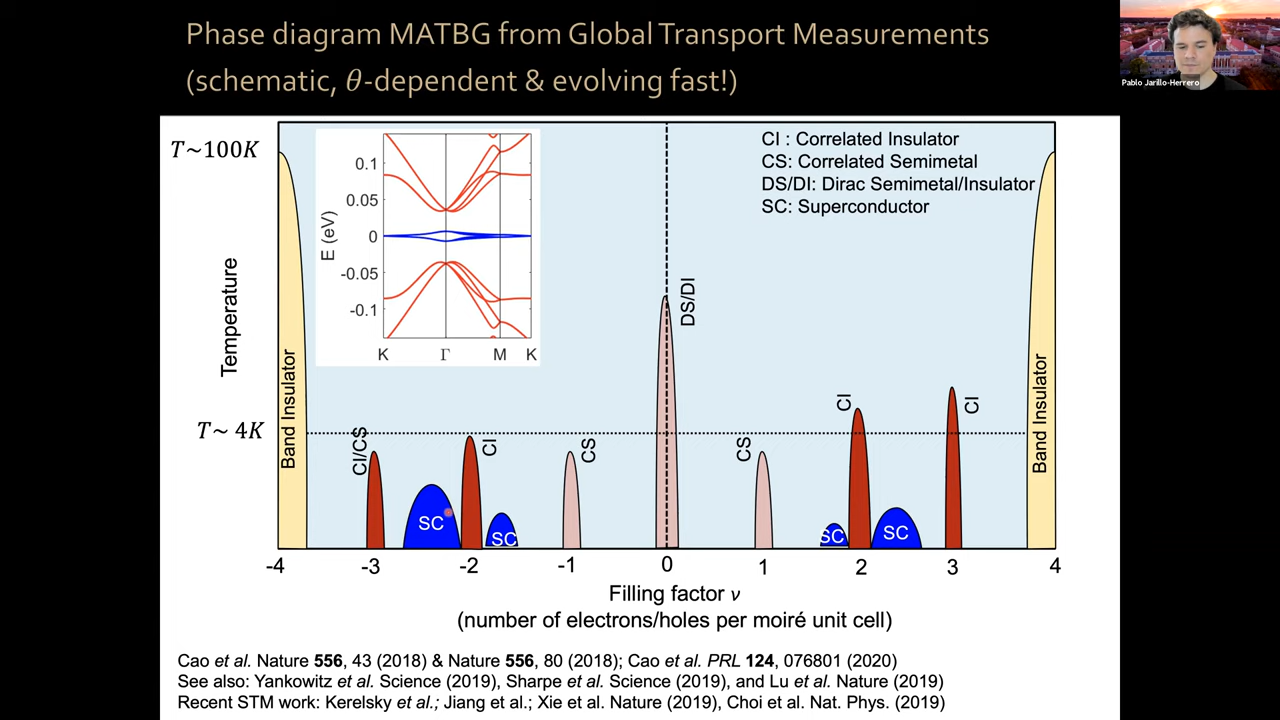 Phase diagram MATBG from Global Transport Measurements
(schematic, θ-dependent & evolving fast!)
Pablo Jarillo-Herrero
T~100K
CI : Correlated Insulator
CS: Correlated Semimetal
DS/DI: Dirac Semimetal/Insulator
SC: Superconductor
E (eV)
0.1
0.05
0
-0.05
-0.1
K Γ M K
Temperature
T~ 4K
Band Insulator
CI/CS
SC
CI
SC
CS
DS/DI
CS
SC
CI
SC
CI
Band Insulator
-4 -3 -2 -1 0 1 2 3 4
Filling factor ν
(number of electrons/holes per moiré unit cell)
Cao et al. Nature 556, 43 (2018) & Nature 556, 80 (2018); Cao et al. PRL 124, 076801 (2020)
See also: Yankowitz et al. Science (2019), Sharpe et al. Science (2019), and Lu et al. Nature (2019)
Recent STM work: Kerelsky et al.; Jiang et al.; Xie et al. Nature (2019), Choi et al. Nat. Phys. (2019)